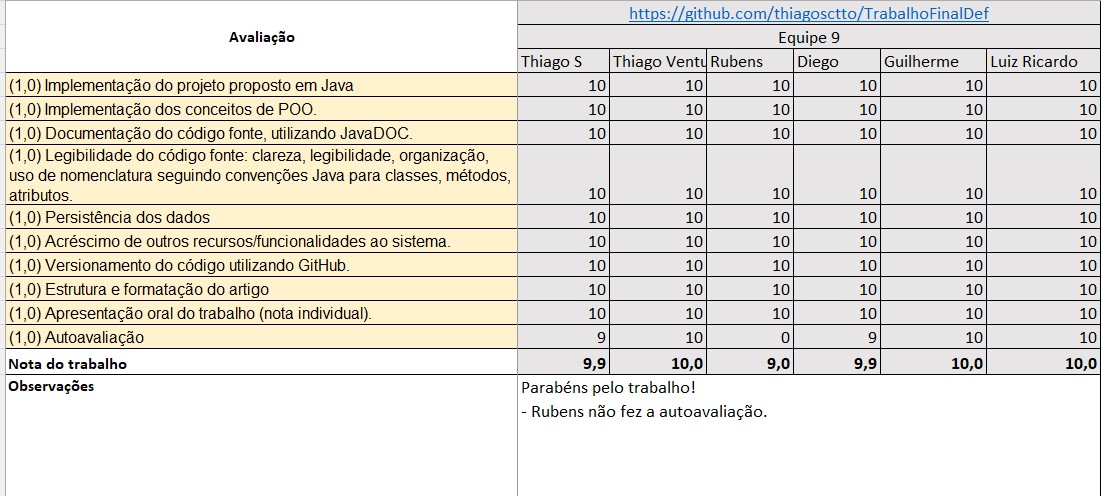 https://github.com/thiagosctto/TrabalhoFinalDef
Avaliação
Equipe 9
Thiago S Thiago Ventu Rubens Diego Guilherme Luiz Ricardo
(1,0) Implementação do projeto proposto em Java 10 10 10 10 10 10
(1,0) Implementação dos conceitos de POO. 10 10 10 10 10 10
(1,0) Documentação do código fonte, utilizando JavaDOC. 10 10 10 10 10 10
(1,0) Legibilidade do código fonte: clareza, legibilidade, organização,
uso de nomenclatura seguindo convenções Java para classes, métodos,
atributos. 10 10 10 10 10 10
(1,0) Persistência dos dados 10 10 10 10 10 10
(1,0) Acréscimo de outros recursos/funcionalidades ao sistema. 10 10 10 10 10 10
(1,0) Versionamento do código utilizando GitHub. 10 10 10 10 10 10
(1,0) Estrutura e formatação do artigo 10 10 10 10 10 10
(1,0) Apresentação oral do trabalho (nota individual). 10 10 10 10 10 10
(1,0) Autoavaliação 9 10 0 9 10 10
Nota do trabalho 9,9 10,0 9,0 9,9 10,0 10,0
Observações Parabéns pelo trabalho!
- Rubens não fez a autoavaliação.